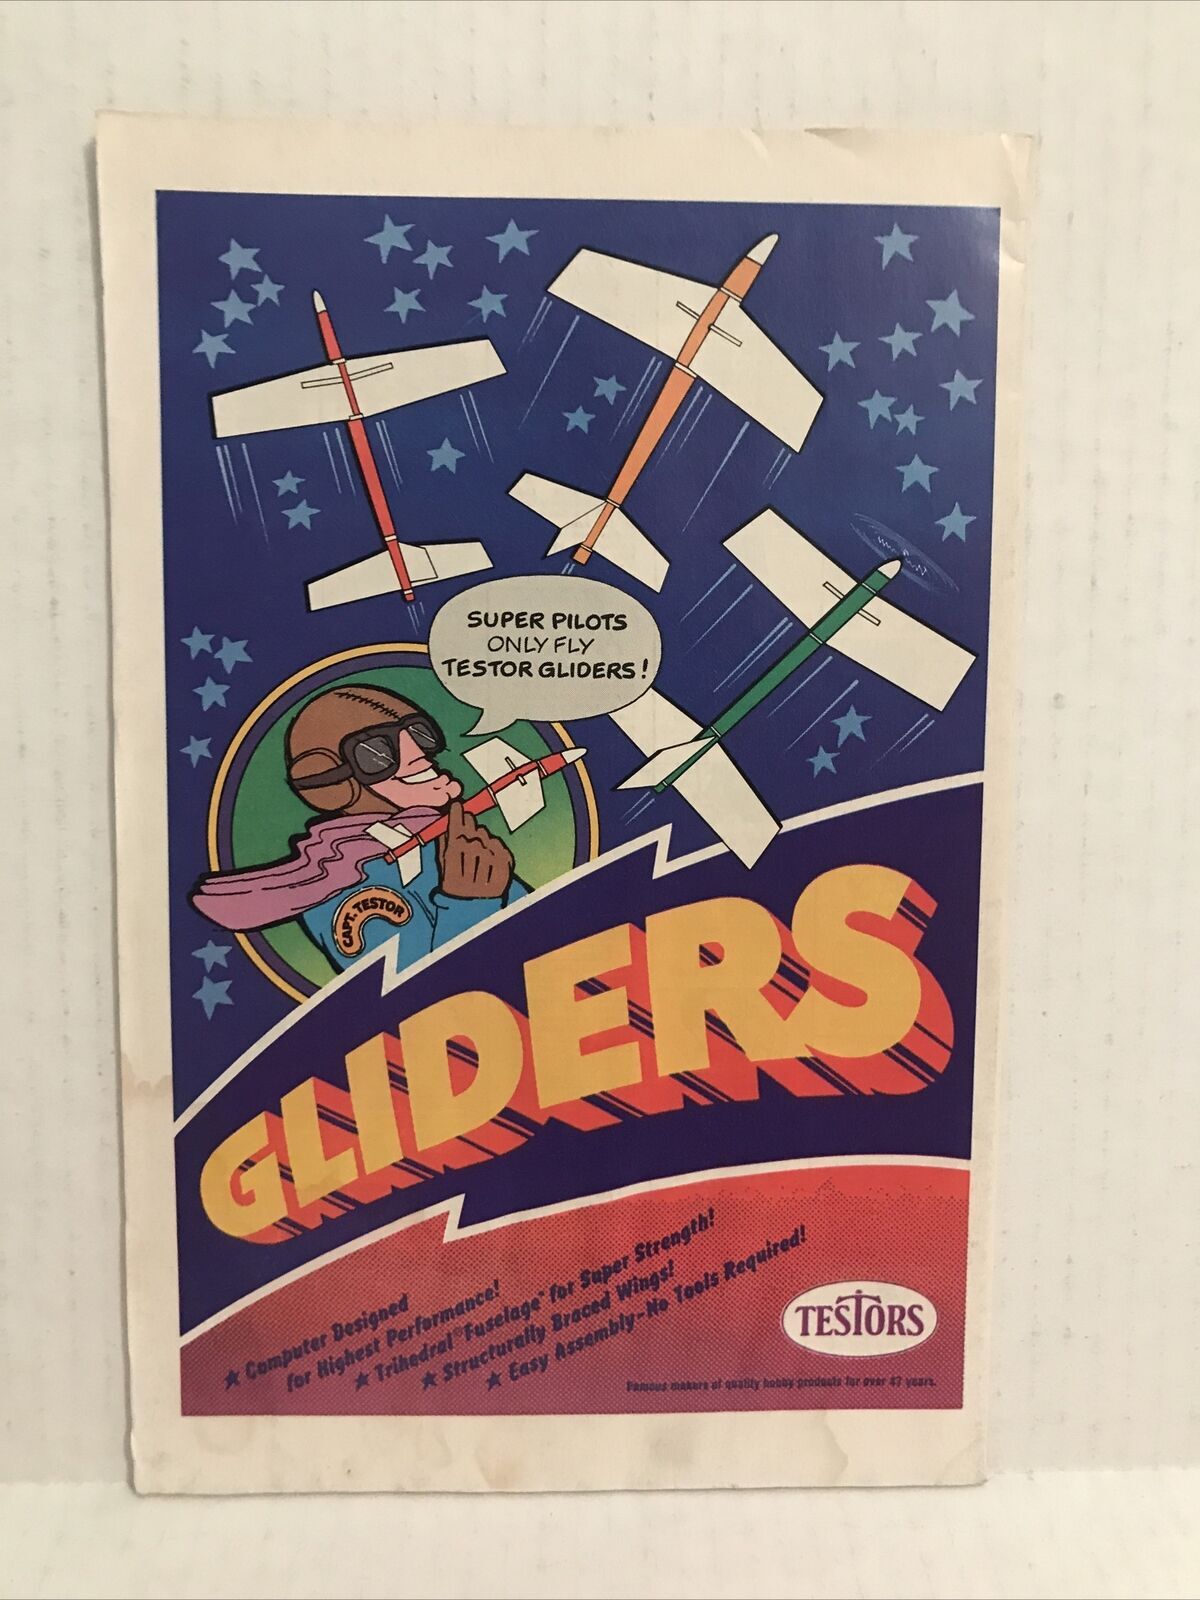 SUPER PILOTS
ONLY FLY
TESTOR GLIDERS!
CAPT. TESTOR
GLIDERS
★ Computer Designed
for Highest Performance!
★ Trihedral® Fuselage for Super Strength!
★ Structurally Braced Wings!
★ Easy Assembly-No Tools Required!
TESTORS
Famous makers of quality hobby products for over 47 years.